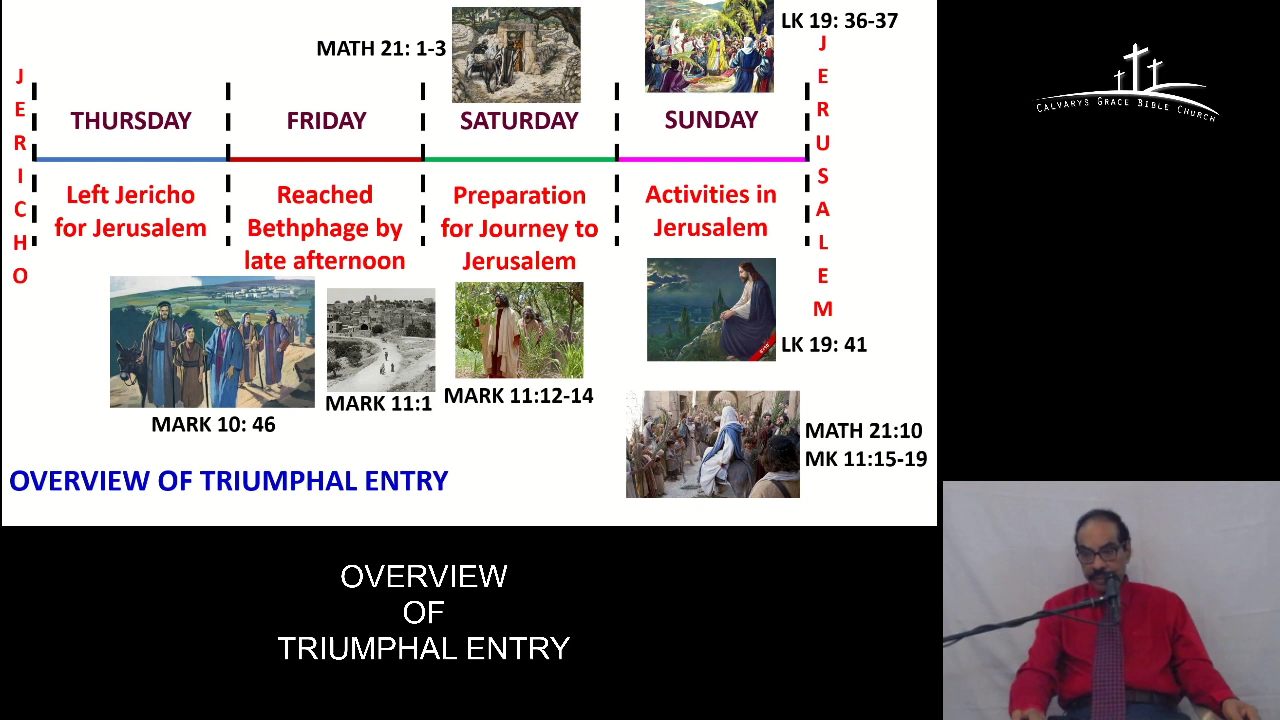 LK 19: 36-37
MATH 21: 1-3
JERICHO
THURSDAY
FRIDAY
SATURDAY
SUNDAY
JERUSALEM
Left Jericho
for Jerusalem
Reached
Bethphage by
late afternoon
Preparation
for Journey to
Jerusalem
Activities in
Jerusalem
LK 19: 41
MARK 10: 46
MARK 11:1
MARK 11:12-14
MATH 21:10
MK 11:15-19
OVERVIEW OF TRIUMPHAL ENTRY
CALVARYS GRACE BIBLE CHURCH
OVERVIEW
OF
TRIUMPHAL ENTRY